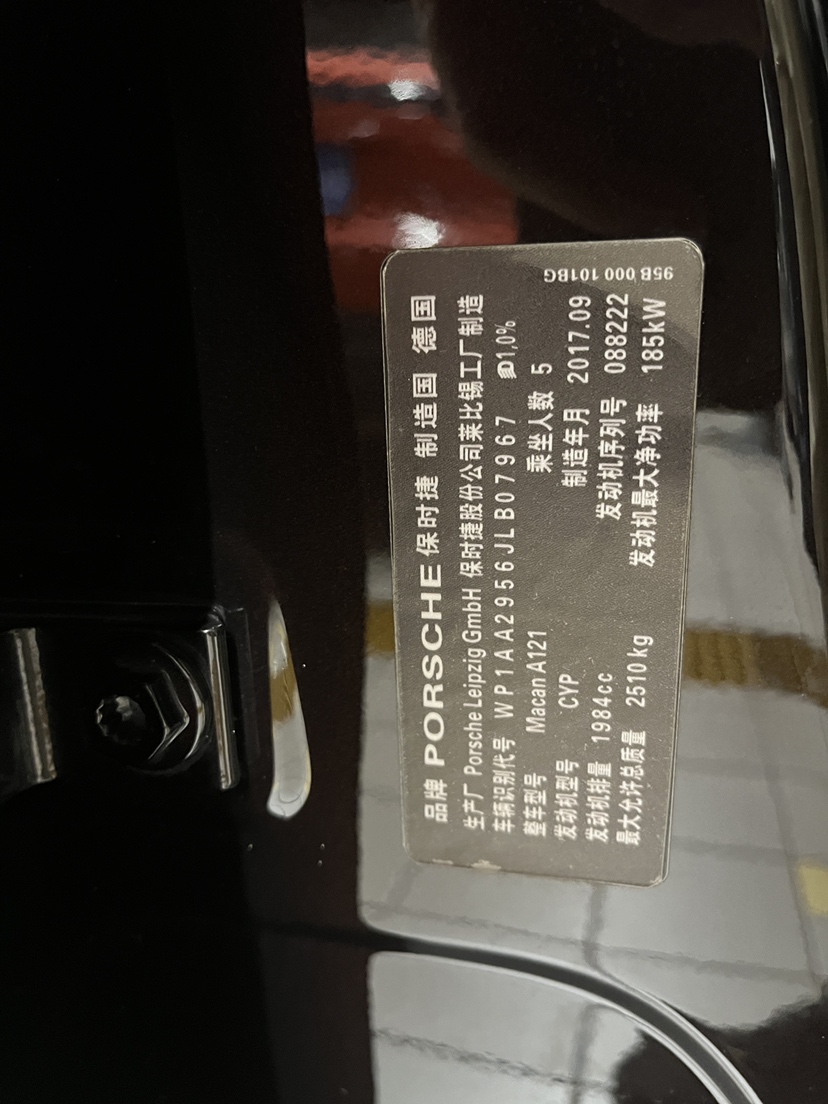 品牌 PORSCHE 保时捷 制造国 德国
生产厂 Porsche Leipzig GmbH 保时捷股份公司莱比锡工厂制造
车辆识别代号 WP1AA2956JLB07967 1,0%
整车型号 Macan A121 乘坐人数 5
发动机型号 CYP 制造年月 2017.09
发动机排量 1984cc 发动机序列号 088222
最大允许总质量 2510 kg 发动机最大净功率 185kW
95B 000 101BG